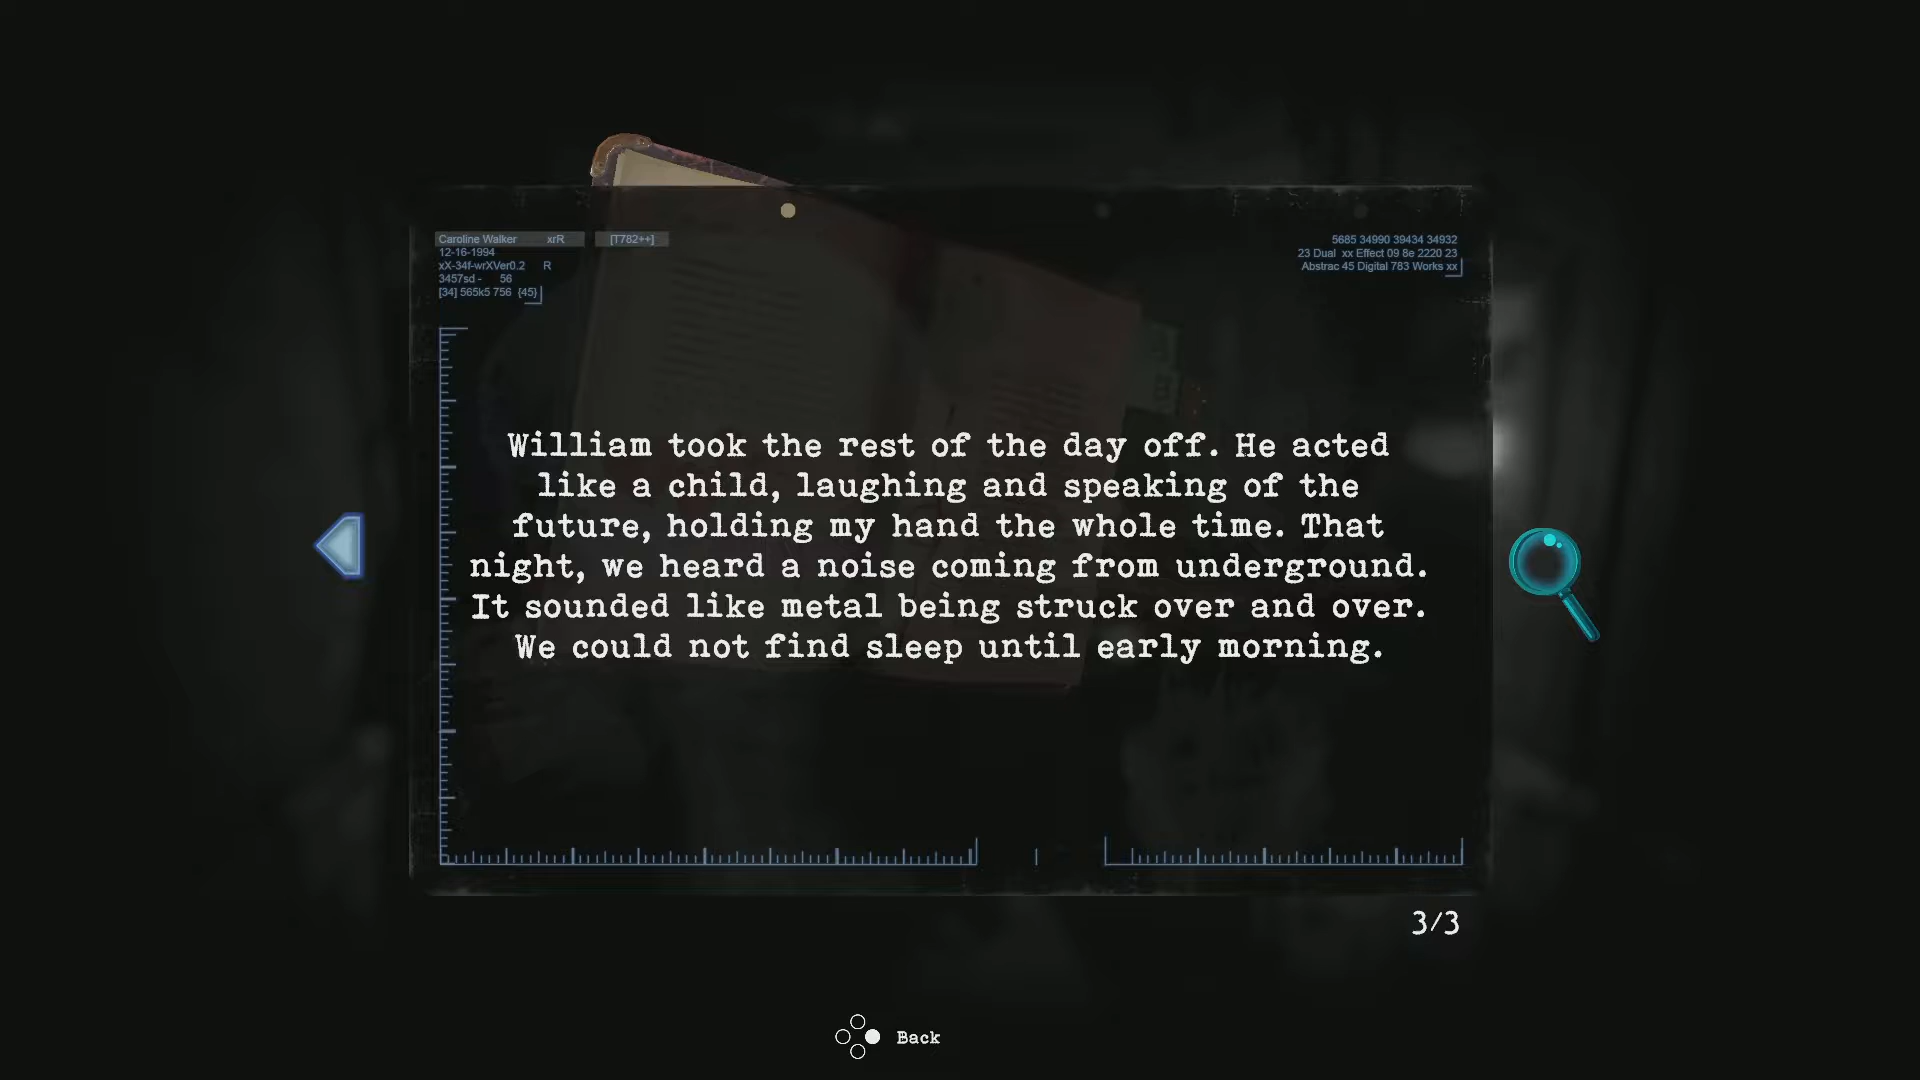 Caroline Walker xrR [T782++]
12-16-1994
xX-34f-wrXVer0.2 R
3457sd - 56
[34] 565k5 756 {45}
5685 34990 39434 34932
23 Dual xx Effect 09 8e 2220 23
Abstrac 45 Digital 783 Works xx
William took the rest of the day off. He acted
like a child, laughing and speaking of the
future, holding my hand the whole time. That
night, we heard a noise coming from underground.
It sounded like metal being struck over and over.
We could not find sleep until early morning.
3/3
Back